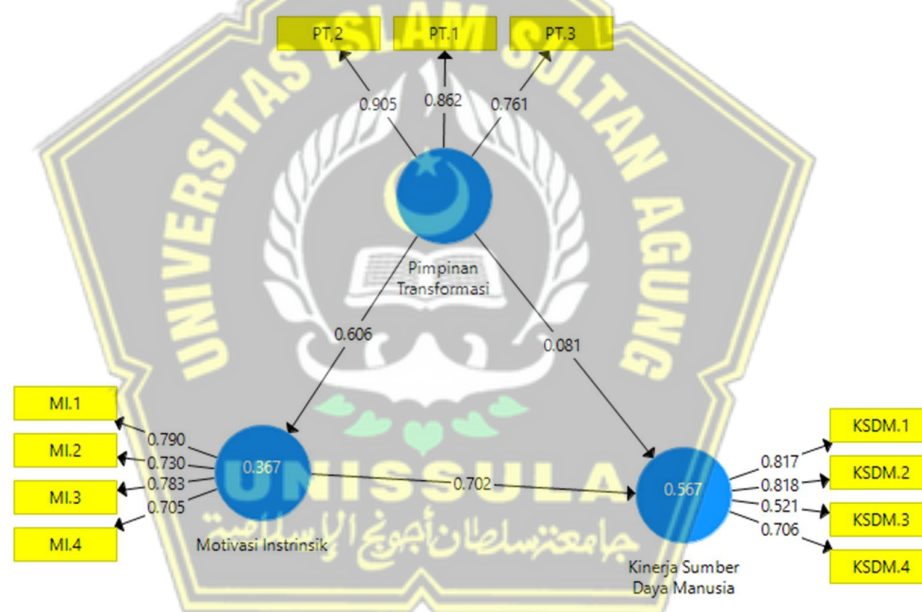 PT,2
PT.1
PT.3
UNIVERSITAS ISLAM SULTAN AGUNG
0.905
0.862
0.761
Pimpinan
Transformasi
0.606
0.081
MI.1
MI.2
MI.3
MI.4
0.790
0.730
0.783
0.705
0.367
Motivasi Instrinsik
0.702
0.567
Kinerja Sumber
Daya Manusia
KSDM.1
KSDM.2
KSDM.3
KSDM.4
0.817
0.818
0.521
0.706
UNISSULA
جامعتنسلطان أجونج الإسلامية